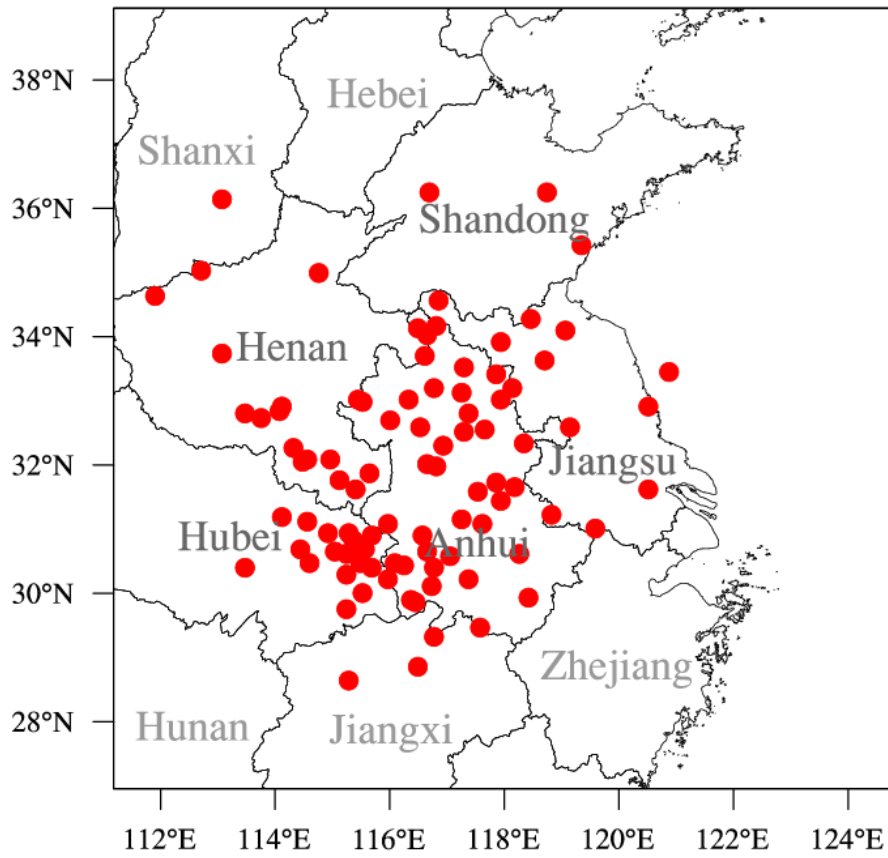 38°N
Hebei
Shanxi
36°N
Shandong
34°N
Henan
32°N
Jiangsu
Hubei
Anhui
30°N
Zhejiang
28°N
Hunan
Jiangxi
112°E 114°E 116°E 118°E 120°E 122°E 124°E